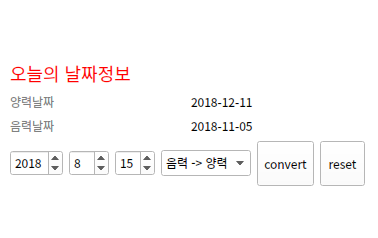 오늘의 날짜정보
양력날짜 2018-12-11
음력날짜 2018-11-05
2018 8 15 음력 -> 양력 convert reset